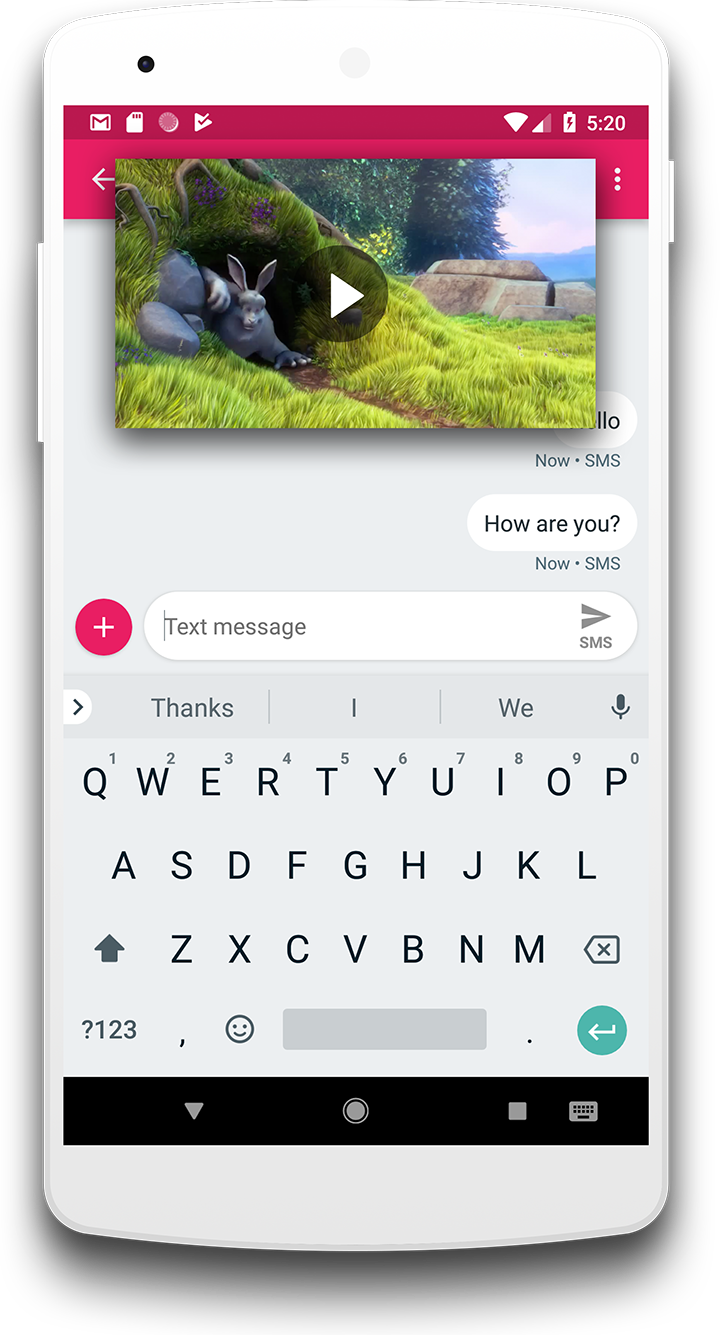 5:20
llo
Now • SMS
How are you?
Now • SMS
Text message
SMS
Thanks I We
1 2 3 4 5 6 7 8 9 0
Q W E R T Y U I O P
A S D F G H J K L
Z X C V B N M
?123 , .